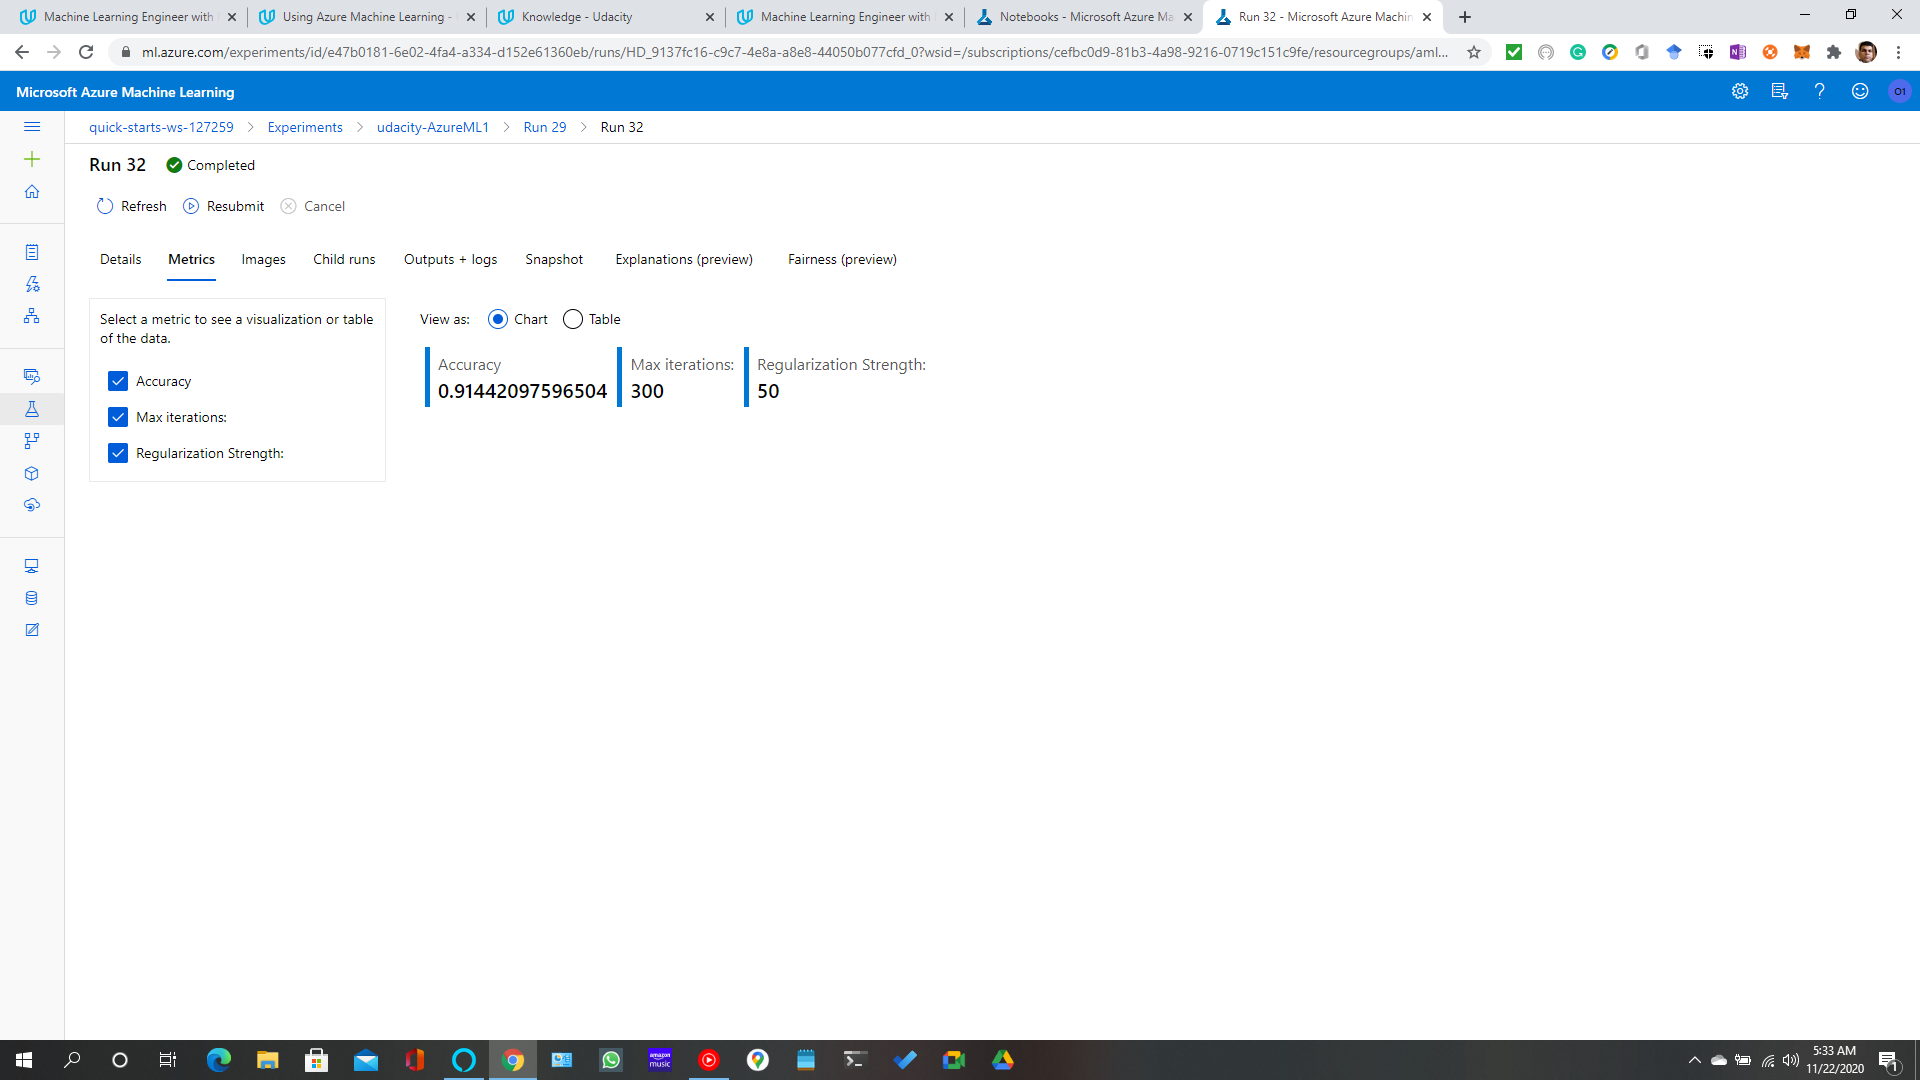 Machine Learning Engineer with
Using Azure Machine Learning -
Knowledge - Udacity
Machine Learning Engineer with
Notebooks - Microsoft Azure Ma
Run 32 - Microsoft Azure Machin
ml.azure.com/experiments/id/e47b0181-6e02-4fa4-a334-d152e61360eb/runs/HD_9137fc16-c9c7-4e8a-a8e8-44050b077cfd_0?wsid=/subscriptions/cefbc0d9-81b3-4a98-9216-0719c151c9fe/resourcegroups/aml...
Microsoft Azure Machine Learning
O1
quick-starts-ws-127259 > Experiments > udacity-AzureML1 > Run 29 > Run 32
Run 32 Completed
Refresh Resubmit Cancel
Details Metrics Images Child runs Outputs + logs Snapshot Explanations (preview) Fairness (preview)
Select a metric to see a visualization or table
of the data.
Accuracy
Max iterations:
Regularization Strength:
View as: Chart Table
Accuracy
0.91442097596504
Max iterations:
300
Regularization Strength:
50
amazon
music
5:33 AM
11/22/2020
1